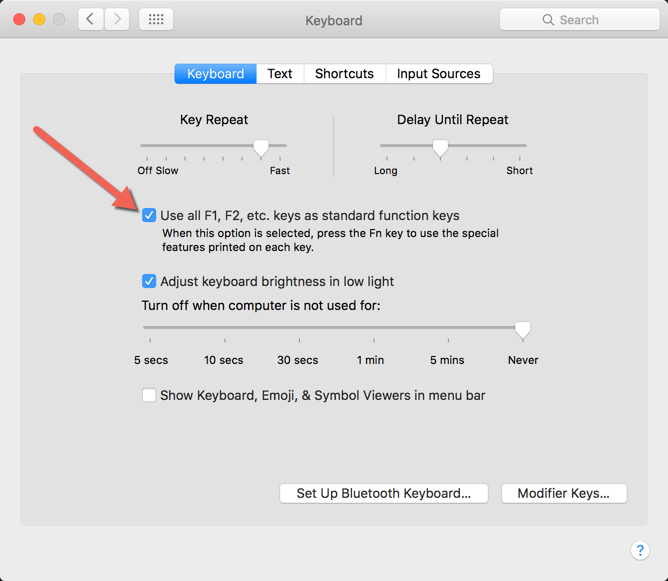 Keyboard
Search
Keyboard Text Shortcuts Input Sources
Key Repeat Delay Until Repeat
Off Slow Fast Long Short
Use all F1, F2, etc. keys as standard function keys
When this option is selected, press the Fn key to use the special
features printed on each key.
Adjust keyboard brightness in low light
Turn off when computer is not used for:
5 secs 10 secs 30 secs 1 min 5 mins Never
Show Keyboard, Emoji, & Symbol Viewers in menu bar
Set Up Bluetooth Keyboard... Modifier Keys...
?